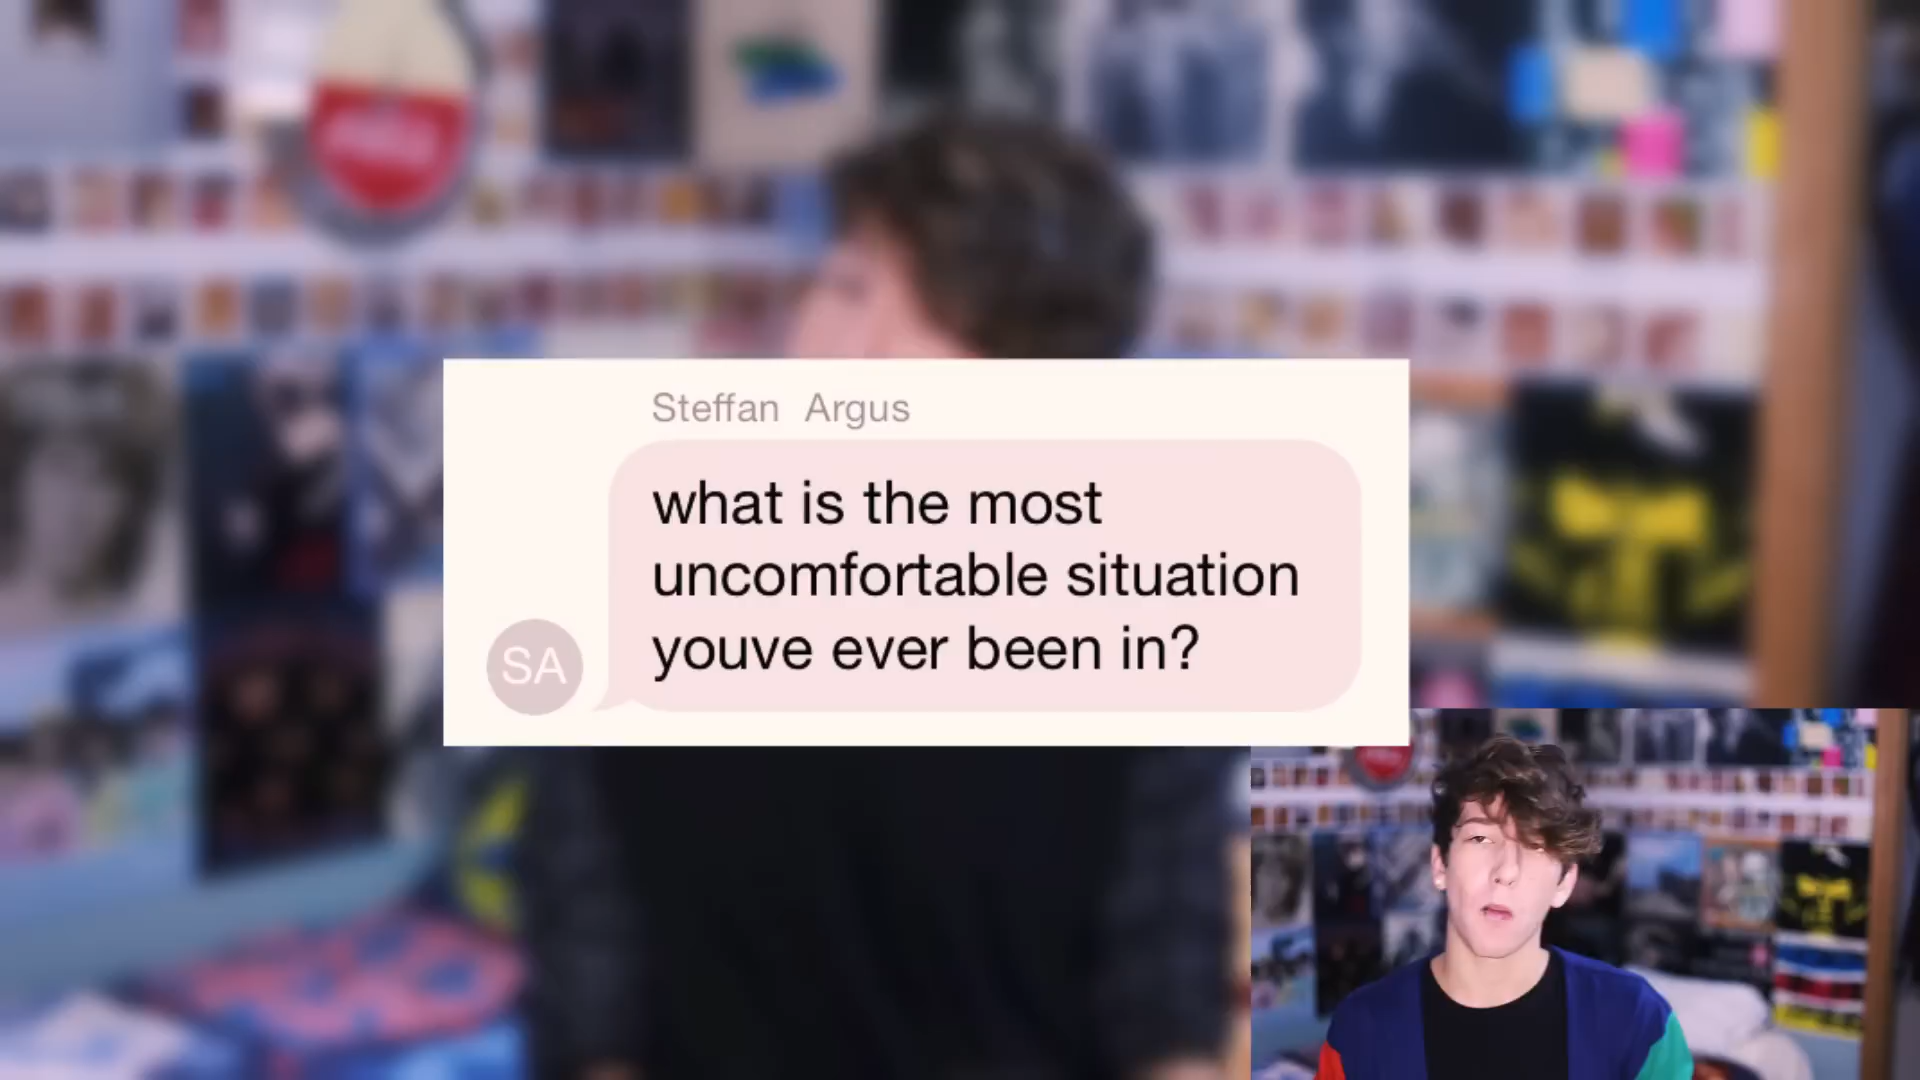 Steffan Argus
what is the most
uncomfortable situation
youve ever been in?
SA